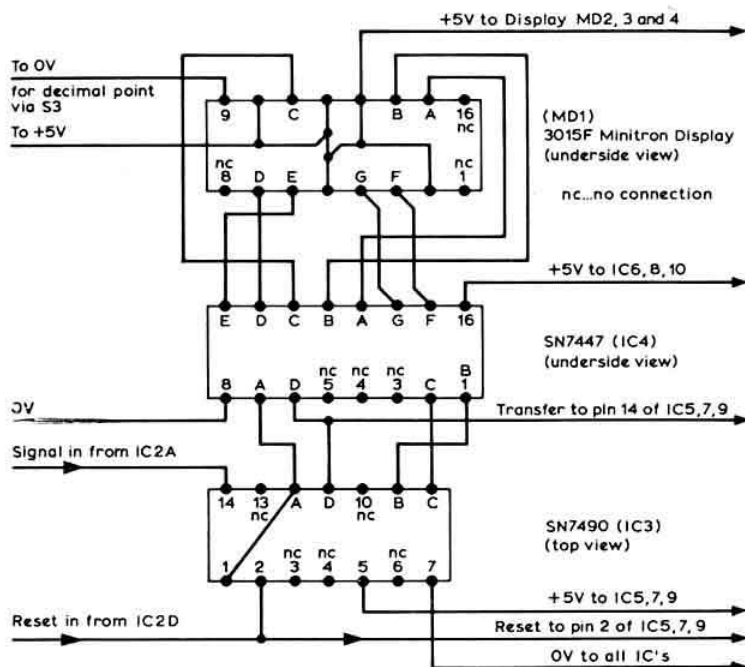 +5V to Display MD2, 3 and 4
To 0V
for decimal point
via S3
To +5V
9 C B A 16
nc
nc
8 D E G F
nc
1
(MD1)
3015F Minitron Display
(underside view)
nc...no connection
+5V to IC6, 8, 10
E D C B A G F 16
SN7447 (IC4)
(underside view)
8 A D
nc
5
nc
4
nc
3
C
B
1
0V
Transfer to pin 14 of IC5,7,9
Signal in from IC2A
14
13
nc
A D
10
nc
B C
SN7490 (IC3)
(top view)
1 2
nc
3
nc
4
5
nc
6
7
+5V to IC5,7,9
Reset in from IC2D
Reset to pin 2 of IC5,7,9
0V to all IC's